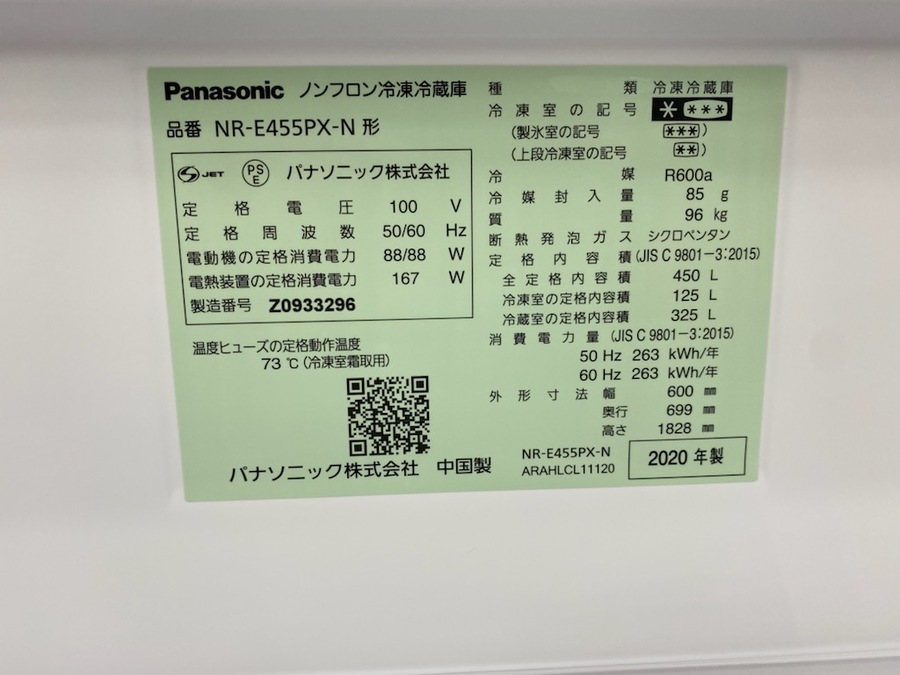 Panasonic ノンフロン冷凍冷蔵庫
品番 NR-E455PX-N 形
JET PSE パナソニック株式会社
定格電圧 100 V
定格周波数 50/60 Hz
電動機の定格消費電力 88/88 W
電熱装置の定格消費電力 167 W
製造番号 Z0933296
温度ヒューズの定格動作温度
73 ℃ (冷凍室霜取用)
パナソニック株式会社 中国製
種類 冷凍冷蔵庫
冷凍室の記号 * ***
(製氷室の記号 ***)
(上段冷凍室の記号 **)
冷媒 R600a
冷媒封入量 85 g
質量 96 kg
断熱発泡ガス シクロペンタン
定格内容積 (JIS C 9801-3:2015)
全定格内容積 450 L
冷凍室の定格内容積 125 L
冷蔵室の定格内容積 325 L
消費電力量 (JIS C 9801-3:2015)
50 Hz 263 kWh/年
60 Hz 263 kWh/年
外形寸法 幅 600 ㎜
奥行 699 ㎜
高さ 1828 ㎜
NR-E455PX-N
ARAHLCL11120
2020 年製